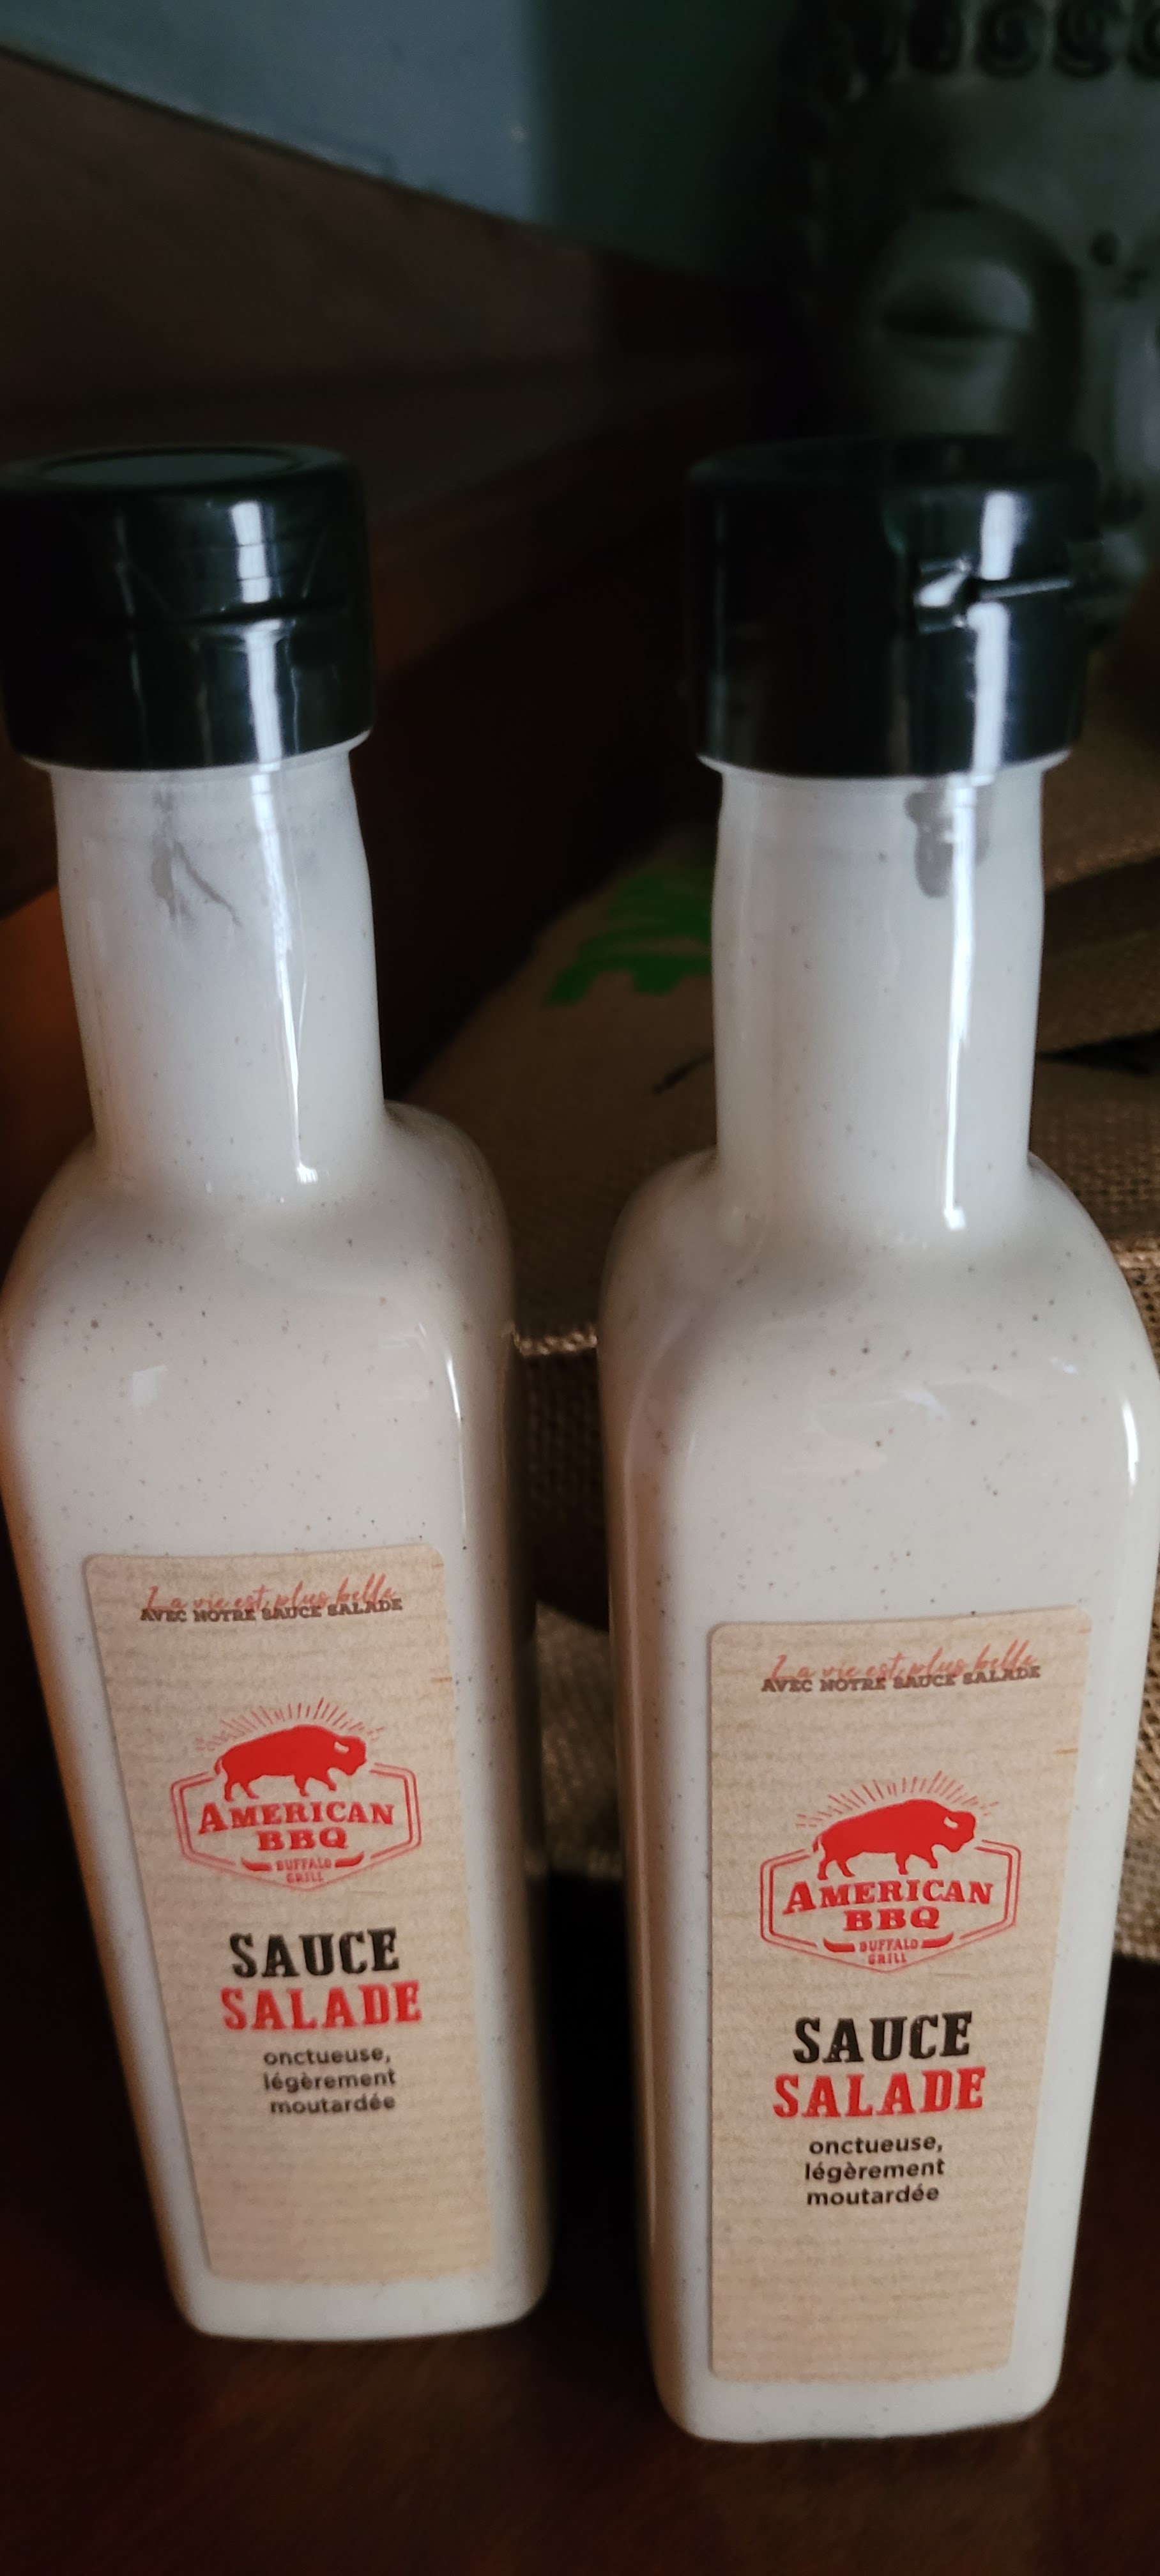 La vie est plus belle
AVEC NOTRE SAUCE SALADE
AMERICAN
BBQ
BUFFALO
GRILL
SAUCE
SALADE
onctueuse,
légèrement
moutardée
La vie est plus belle
AVEC NOTRE SAUCE SALADE
AMERICAN
BBQ
BUFFALO
GRILL
SAUCE
SALADE
onctueuse,
légèrement
moutardée